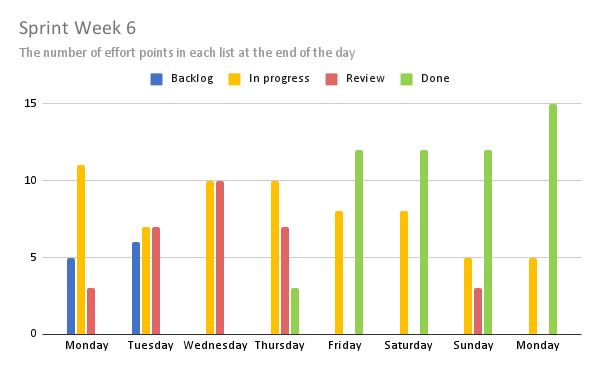 Sprint Week 6
The number of effort points in each list at the end of the day
Backlog In progress Review Done
15
10
5
0
Monday Tuesday Wednesday Thursday Friday Saturday Sunday Monday